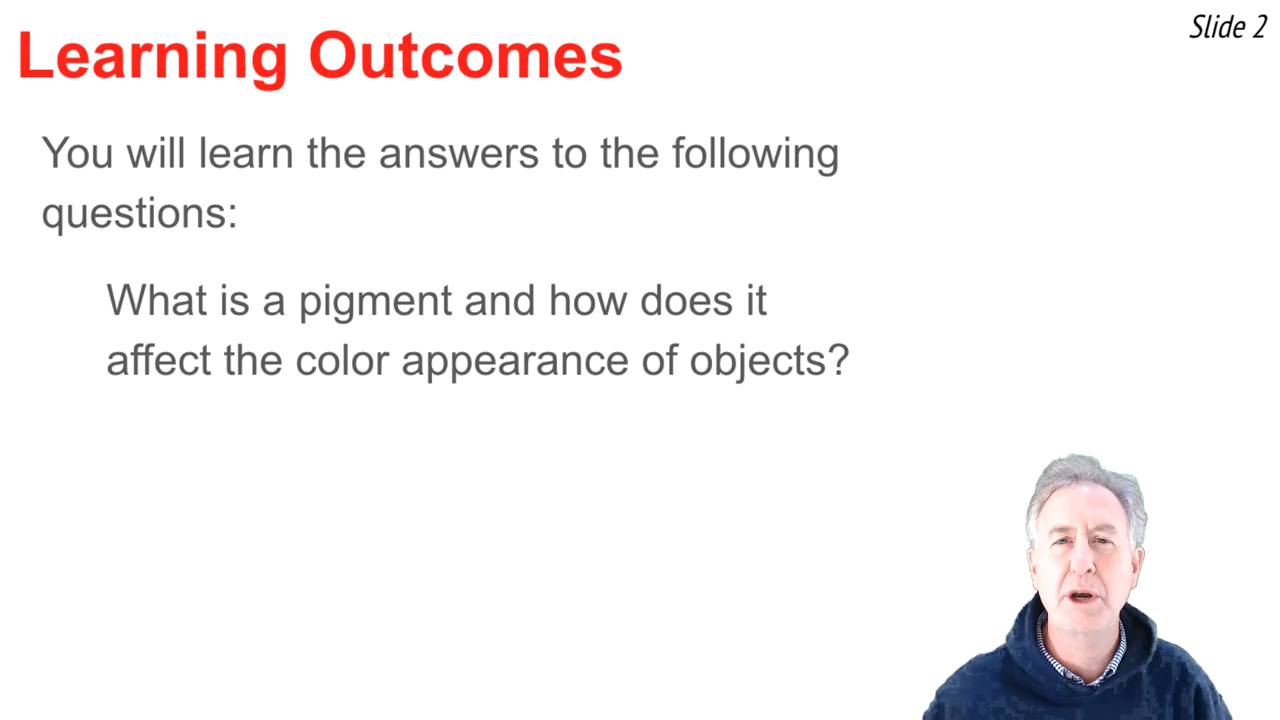 Slide 2
Learning Outcomes
You will learn the answers to the following
questions:
What is a pigment and how does it
affect the color appearance of objects?